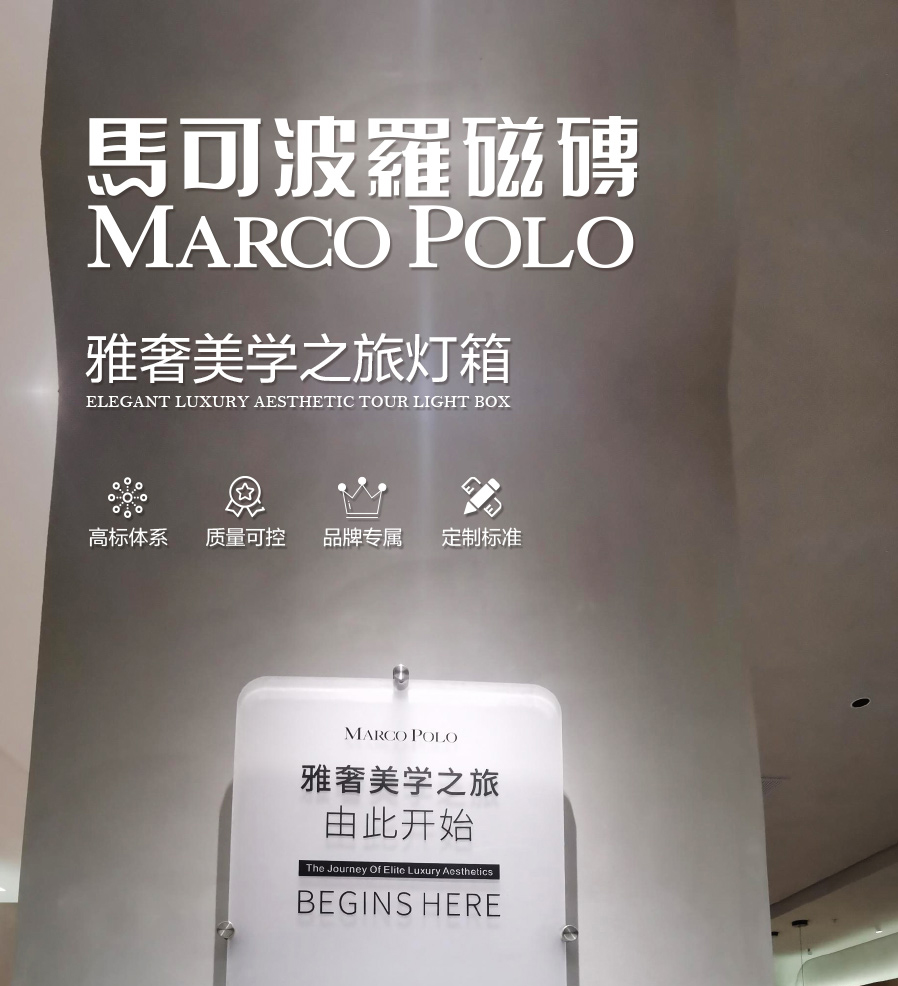 馬可波羅磁磚
MARCO POLO
雅奢美学之旅灯箱
ELEGANT LUXURY AESTHETIC TOUR LIGHT BOX
高标体系 质量可控 品牌专属 定制标准
MARCO POLO
雅奢美学之旅
由此开始
The Journey Of Elite Luxury Aesthetics
BEGINS HERE